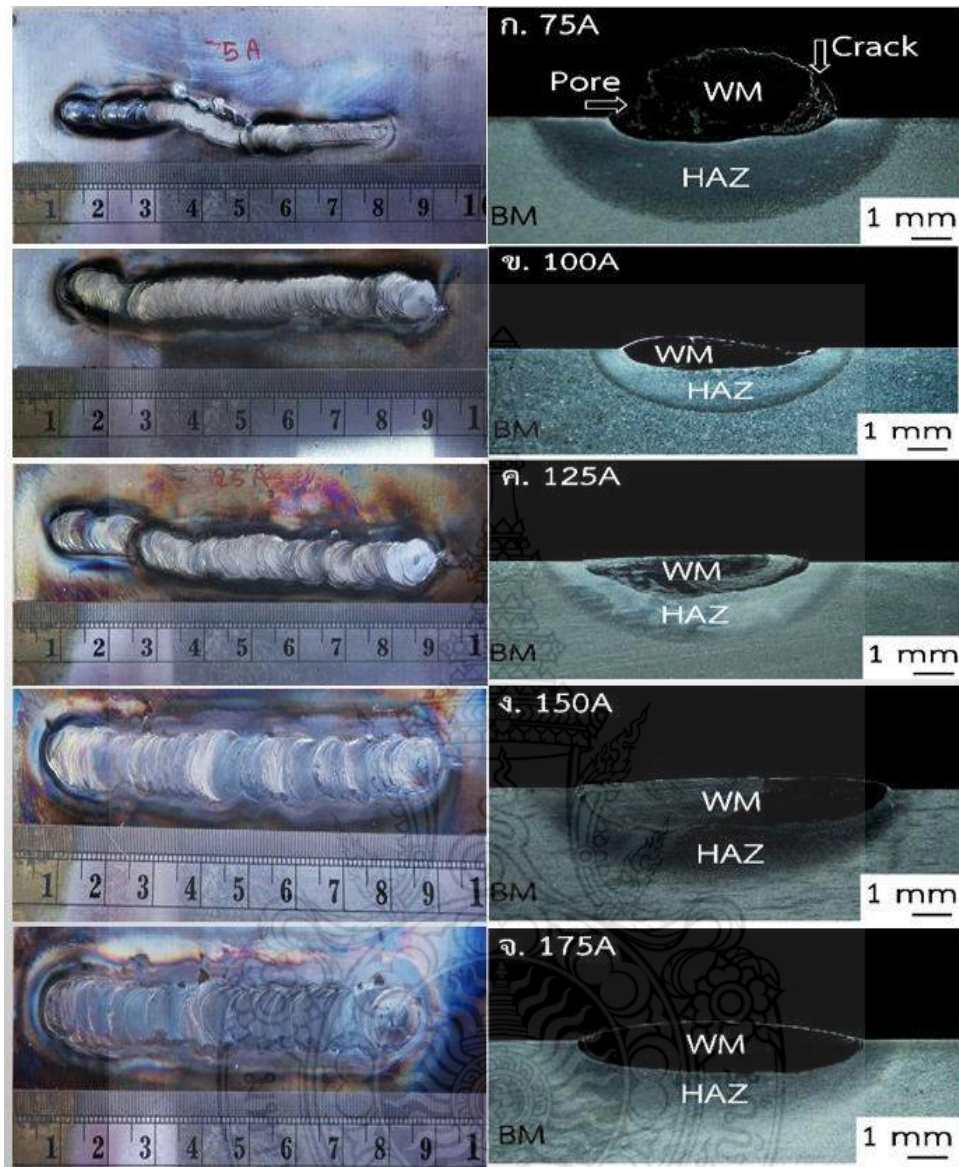 75A
1 2 3 4 5 6 7 8 9 10
ก. 75A
Crack
Pore
WM
HAZ
BM
1 mm
1 2 3 4 5 6 7 8 9 1
ข. 100A
WM
HAZ
BM
1 mm
125A
1 2 3 4 5 6 7 8 9 1
ค. 125A
WM
HAZ
BM
1 mm
1 2 3 4 5 6 7 8 9 1
ง. 150A
WM
HAZ
BM
1 mm
1 2 3 4 5 6 7 8 9 1
จ. 175A
WM
HAZ
BM
1 mm